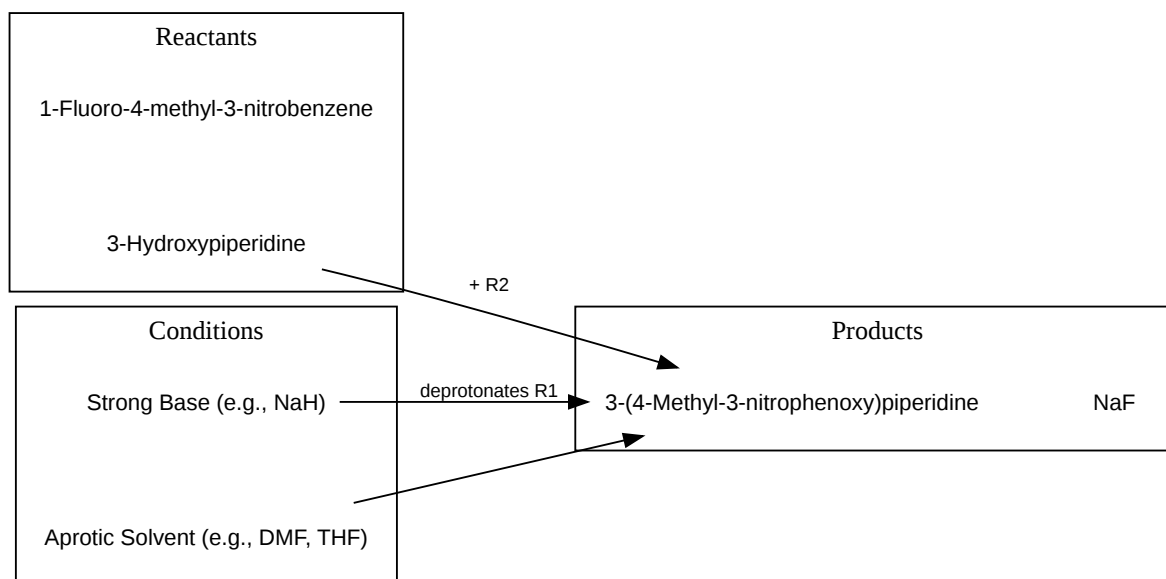 Reactants
1-Fluoro-4-methyl-3-nitrobenzene
3-Hydroxypiperidine
+ R2
Conditions
Strong Base (e.g., NaH)
Aprotic Solvent (e.g., DMF, THF)
deprotonates R1
Products
3-(4-Methyl-3-nitrophenoxy)piperidine
NaF